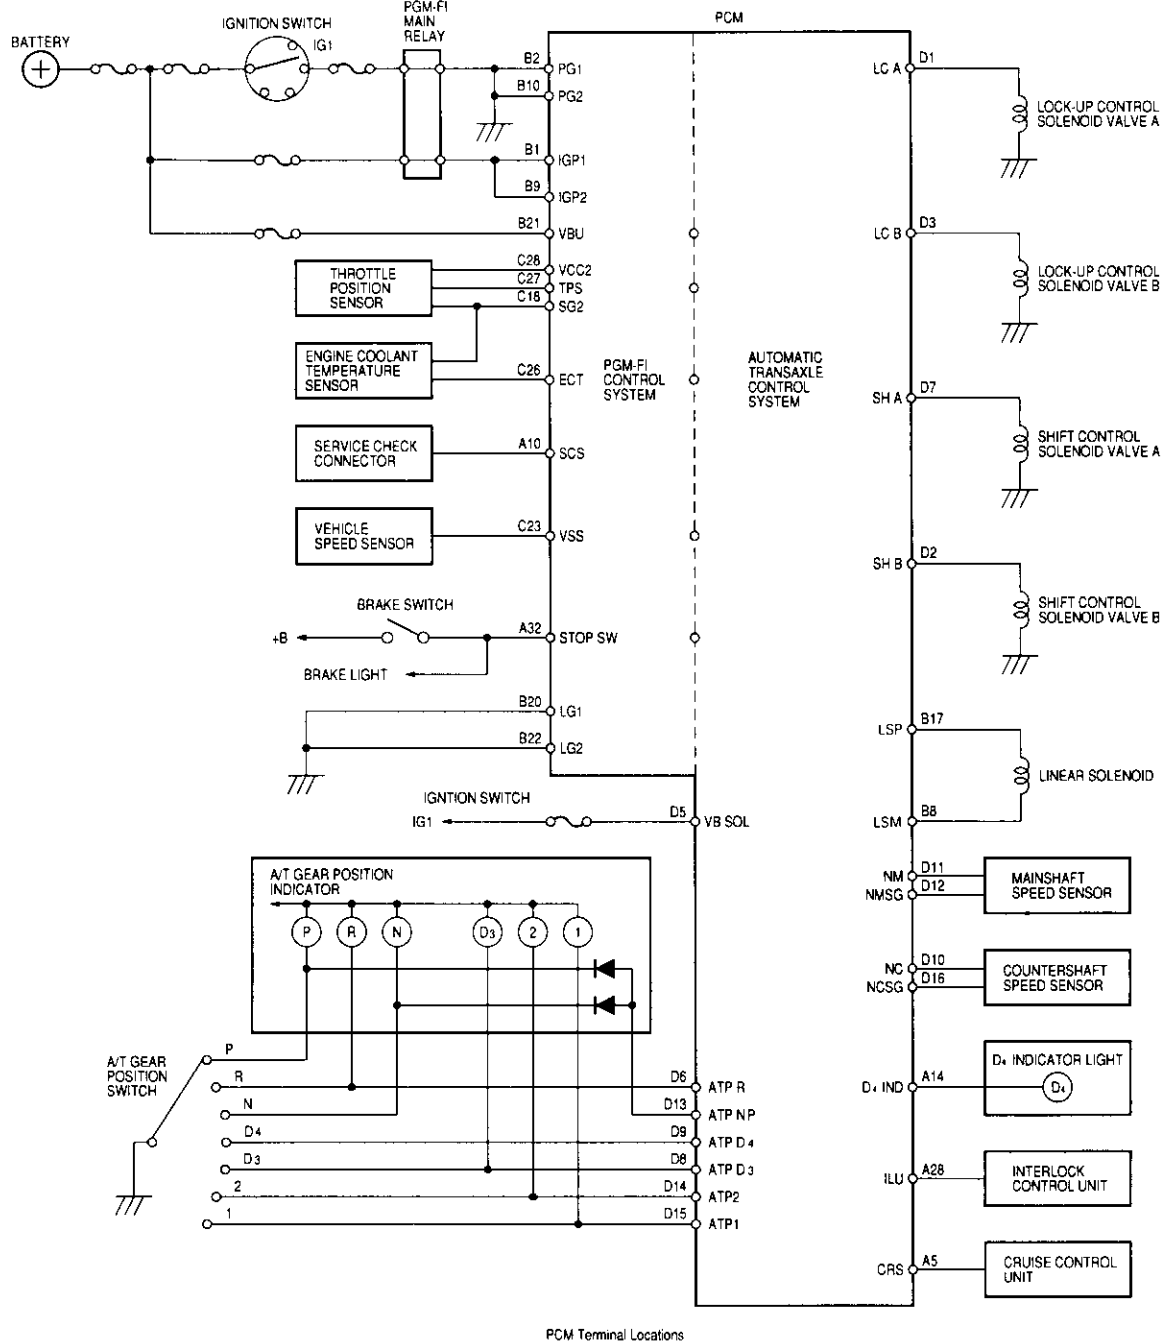 PGM-FI
MAIN
RELAY
PCM
IGNITION SWITCH
IG1
BATTERY
B2
PG1
LC A
D1
B10
PG2
LOCK-UP CONTROL
SOLENOID VALVE A
B1
IGP1
B9
IGP2
B21
VBU
LC B
D3
C28
VCC2
THROTTLE
POSITION
SENSOR
C27
TPS
C18
SG2
LOCK-UP CONTROL
SOLENOID VALVE B
ENGINE COOLANT
TEMPERATURE
SENSOR
C26
ECT
PGM-FI
CONTROL
SYSTEM
AUTOMATIC
TRANSAXLE
CONTROL
SYSTEM
SH A
D7
SERVICE CHECK
CONNECTOR
A10
SCS
SHIFT CONTROL
SOLENOID VALVE A
VEHICLE
SPEED SENSOR
C23
VSS
SH B
D2
BRAKE SWITCH
SHIFT CONTROL
SOLENOID VALVE B
+B
A32
STOP SW
BRAKE LIGHT
B20
LG1
LSP
B17
B22
LG2
LINEAR SOLENOID
IGNTION SWITCH
IG1
D5
VB SOL
LSM
B8
A/T GEAR POSITION
INDICATOR
NM
D11
NMSG
D12
MAINSHAFT
SPEED SENSOR
P
R
N
D3
2
1
NC
D10
NCSG
D16
COUNTERSHAFT
SPEED SENSOR
A/T GEAR
POSITION
SWITCH
P
D4 INDICATOR LIGHT
R
D6
ATP R
D4 IND
A14
D4
N
D13
ATP NP
D4
D9
ATP D4
D3
D8
ATP D3
ILU
A28
INTERLOCK
CONTROL UNIT
2
D14
ATP2
1
D15
ATP1
CRS
A5
CRUISE CONTROL
UNIT
PCM Terminal Locations